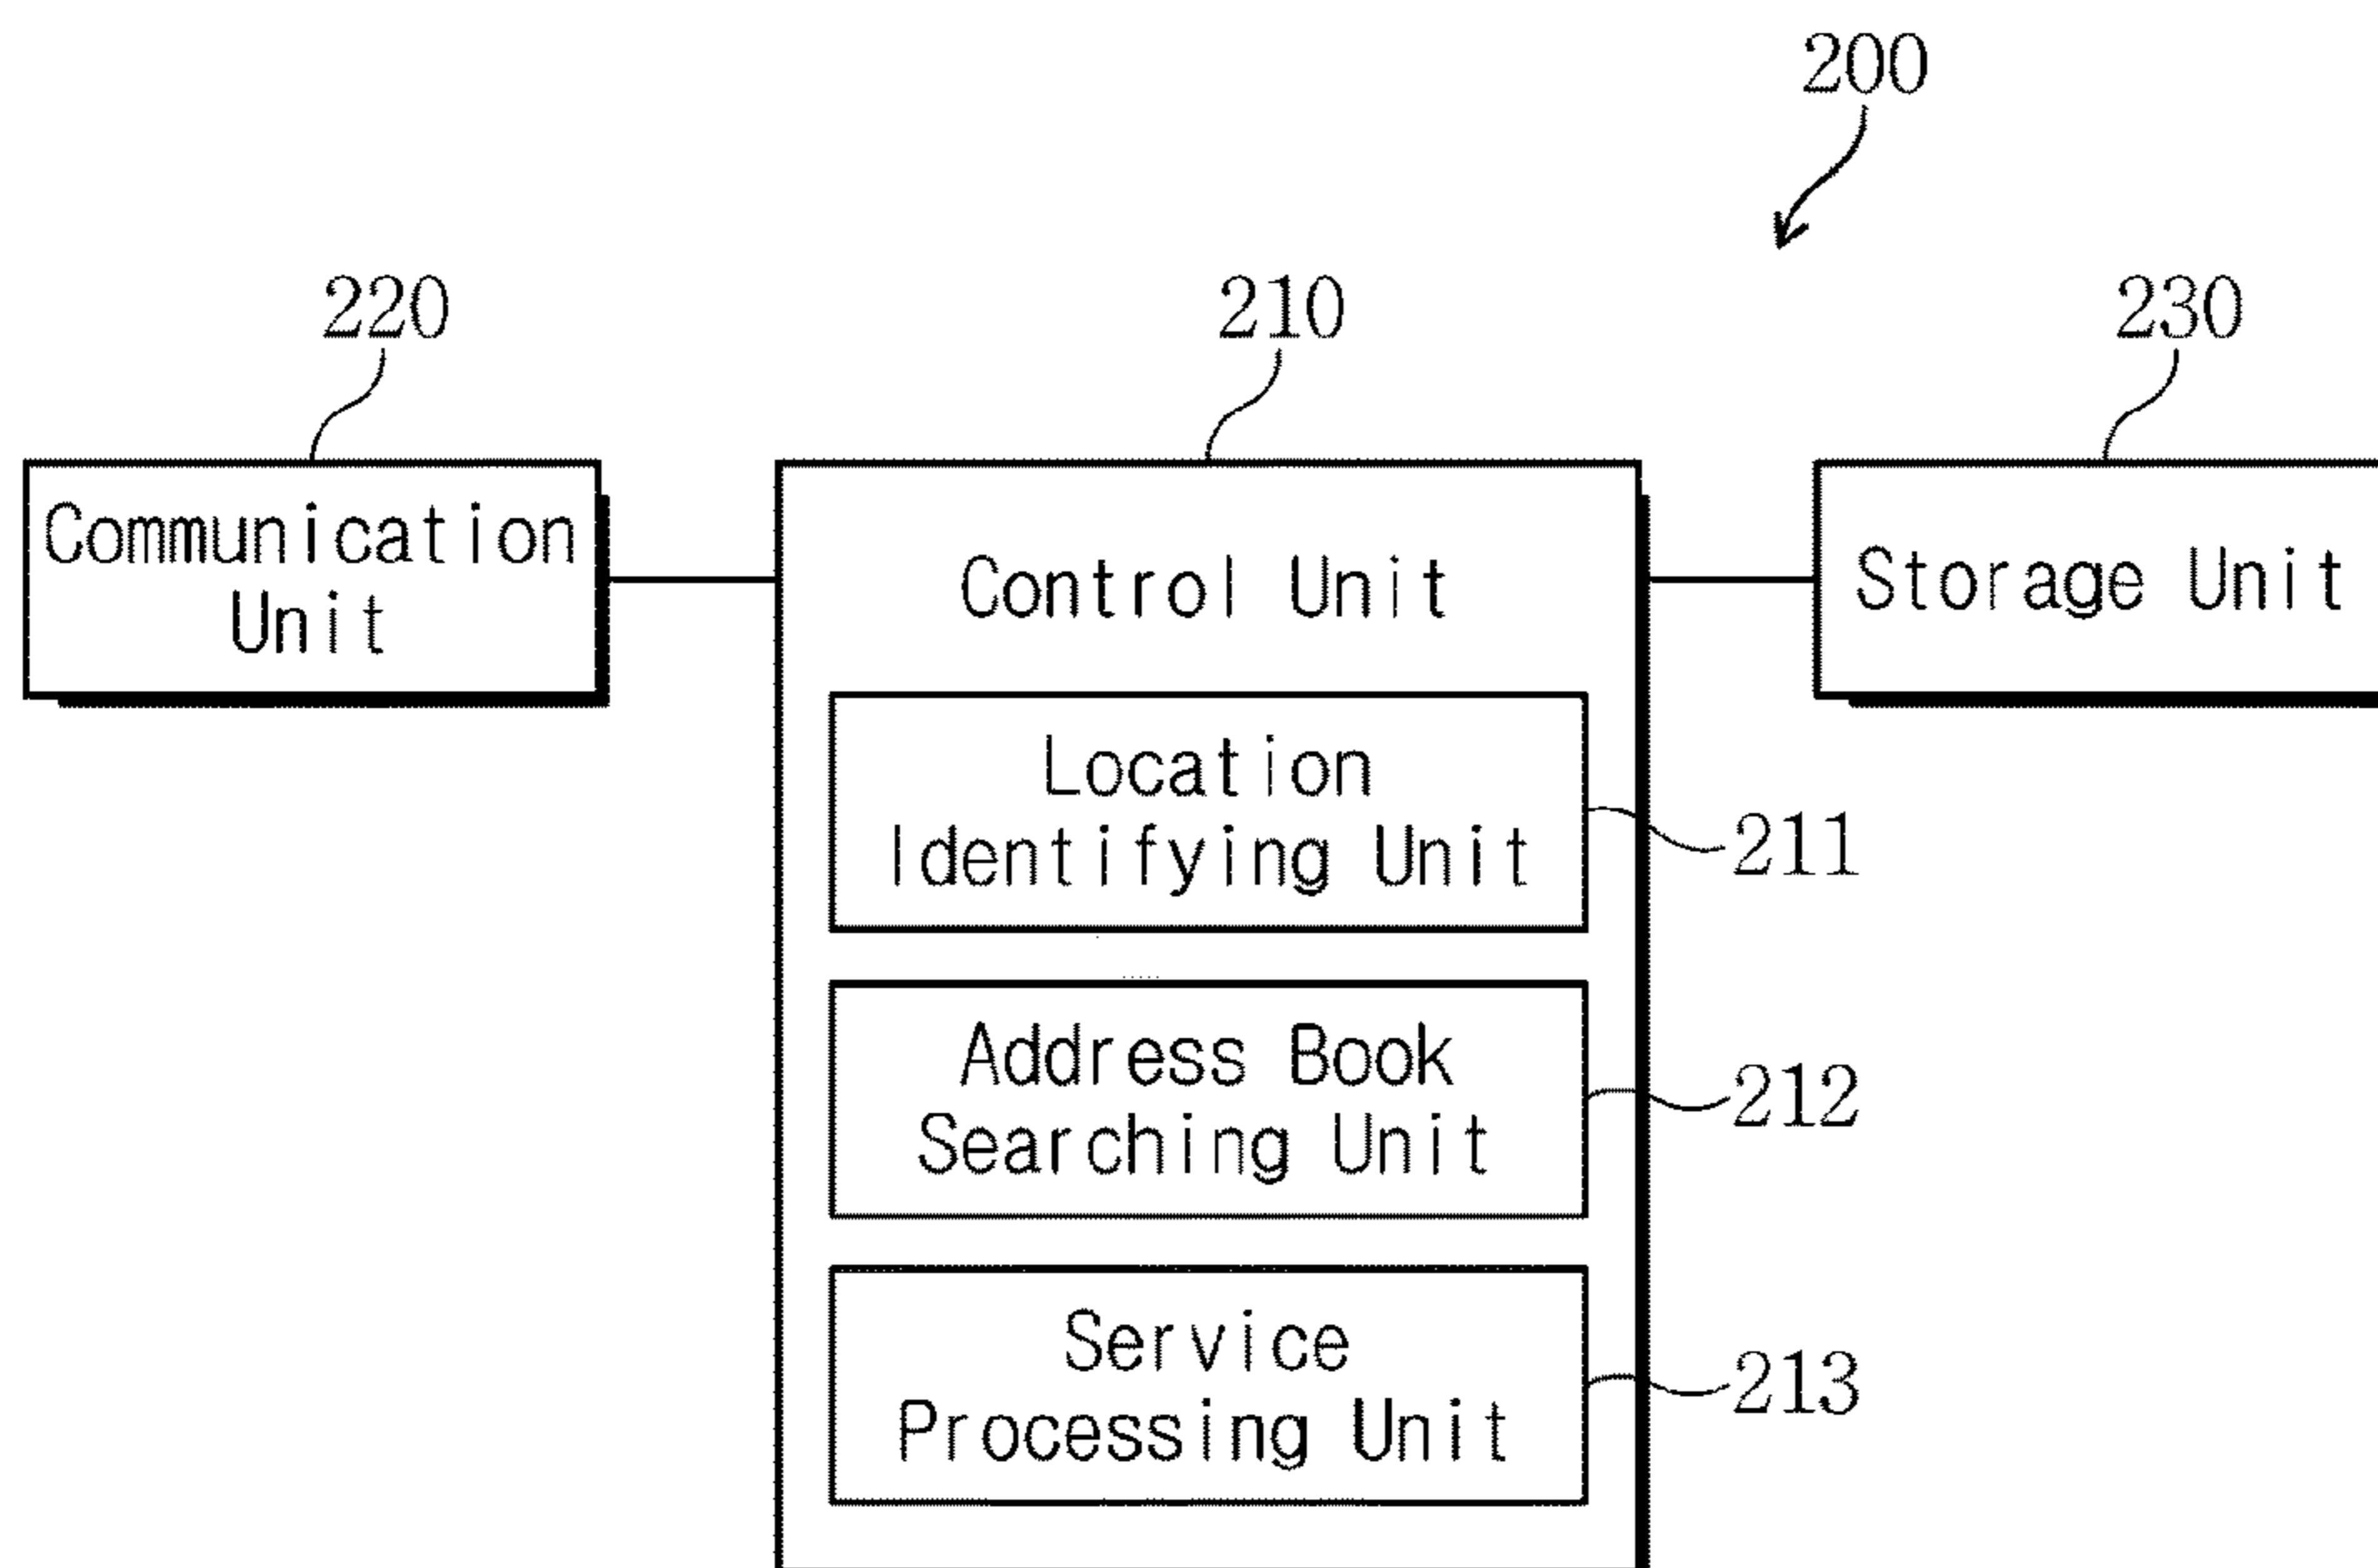 200
220
210
230
Communication
Unit
Control Unit
Storage Unit
Location
Identifying Unit
211
Address Book
Searching Unit
212
Service
Processing Unit
213